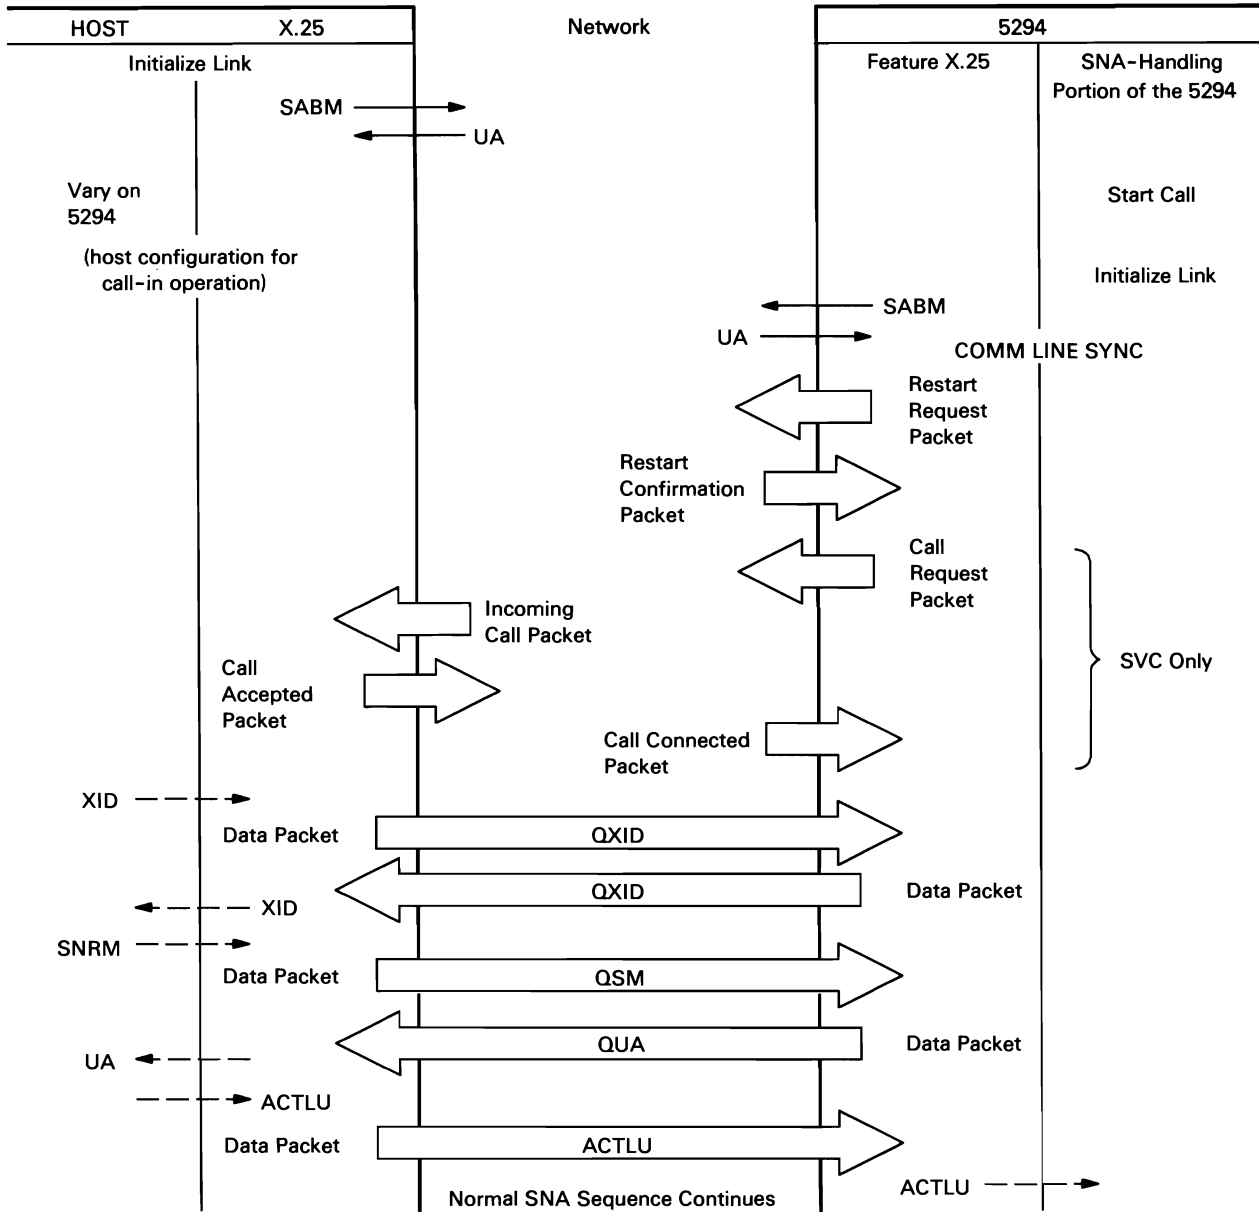 HOST X.25 Network 5294
Initialize Link Feature X.25 SNA-Handling
Portion of the 5294
SABM
UA
Vary on
5294
Start Call
(host configuration for
call-in operation)
Initialize Link
SABM
UA
COMM LINE SYNC
Restart
Request
Packet
Restart
Confirmation
Packet
Call
Request
Packet
Incoming
Call Packet
SVC Only
Call
Accepted
Packet
Call Connected
Packet
XID
Data Packet QXID
QXID Data Packet
XID
SNRM
Data Packet QSM
QUA Data Packet
UA
ACTLU
Data Packet ACTLU
ACTLU
Normal SNA Sequence Continues